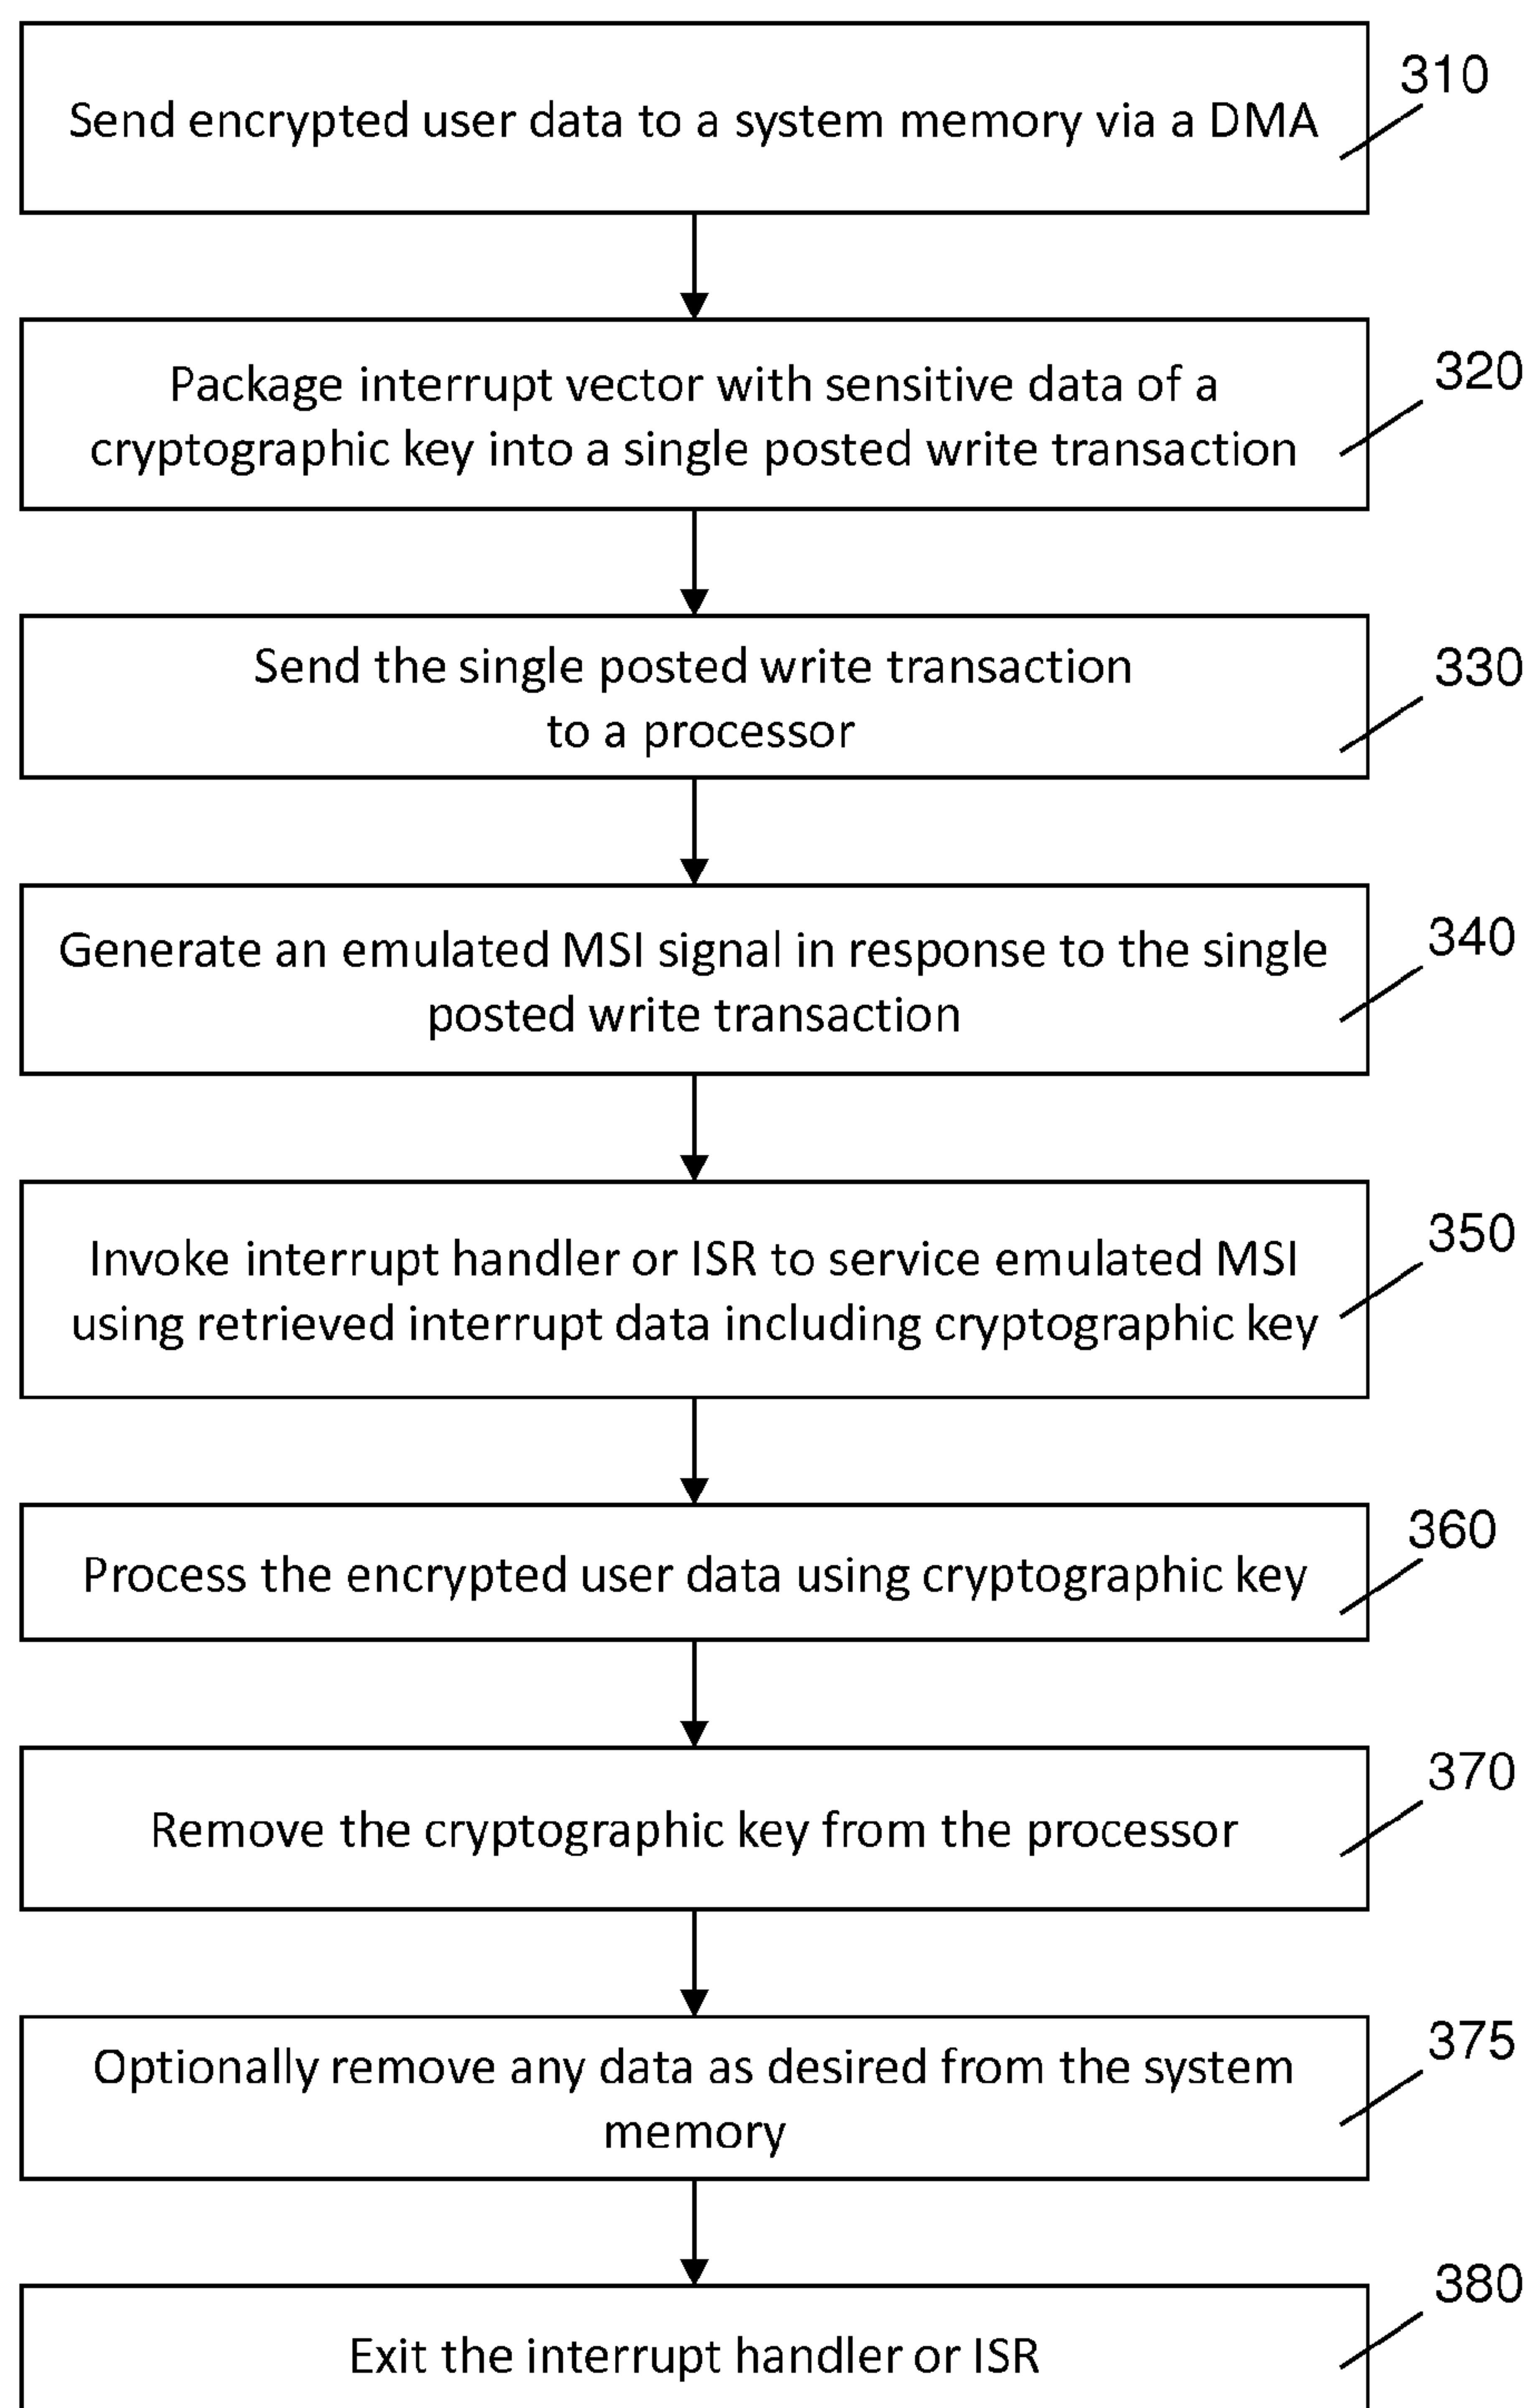 310
Send encrypted user data to a system memory via a DMA
320
Package interrupt vector with sensitive data of a
cryptographic key into a single posted write transaction
330
Send the single posted write transaction
to a processor
340
Generate an emulated MSI signal in response to the single
posted write transaction
350
Invoke interrupt handler or ISR to service emulated MSI
using retrieved interrupt data including cryptographic key
360
Process the encrypted user data using cryptographic key
370
Remove the cryptographic key from the processor
375
Optionally remove any data as desired from the system
memory
380
Exit the interrupt handler or ISR